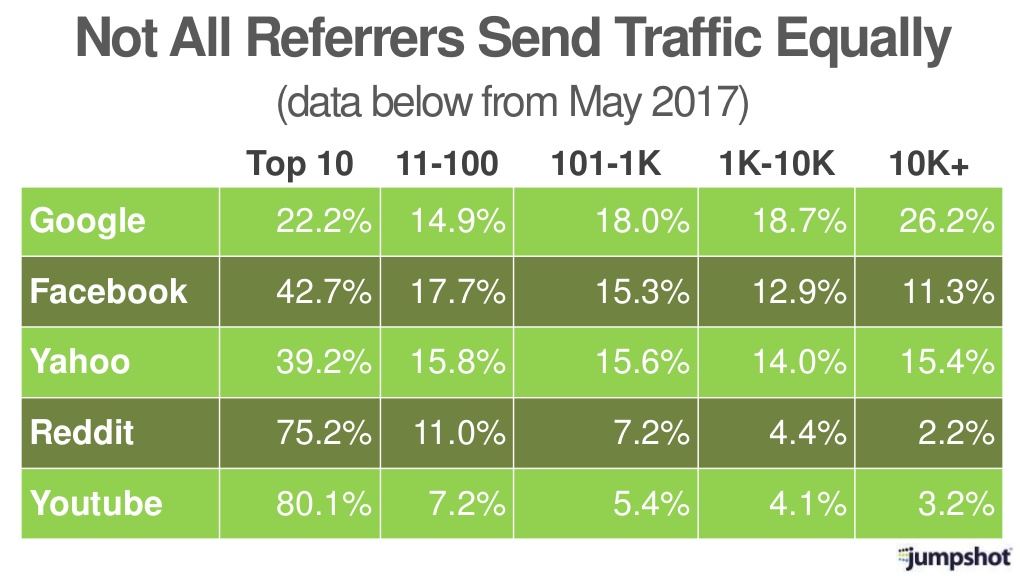 Not All Referrers Send Traffic Equally
(data below from May 2017)
Top 10 11-100 101-1K 1K-10K 10K+
Google 22.2% 14.9% 18.0% 18.7% 26.2%
Facebook 42.7% 17.7% 15.3% 12.9% 11.3%
Yahoo 39.2% 15.8% 15.6% 14.0% 15.4%
Reddit 75.2% 11.0% 7.2% 4.4% 2.2%
Youtube 80.1% 7.2% 5.4% 4.1% 3.2%
jumpshot